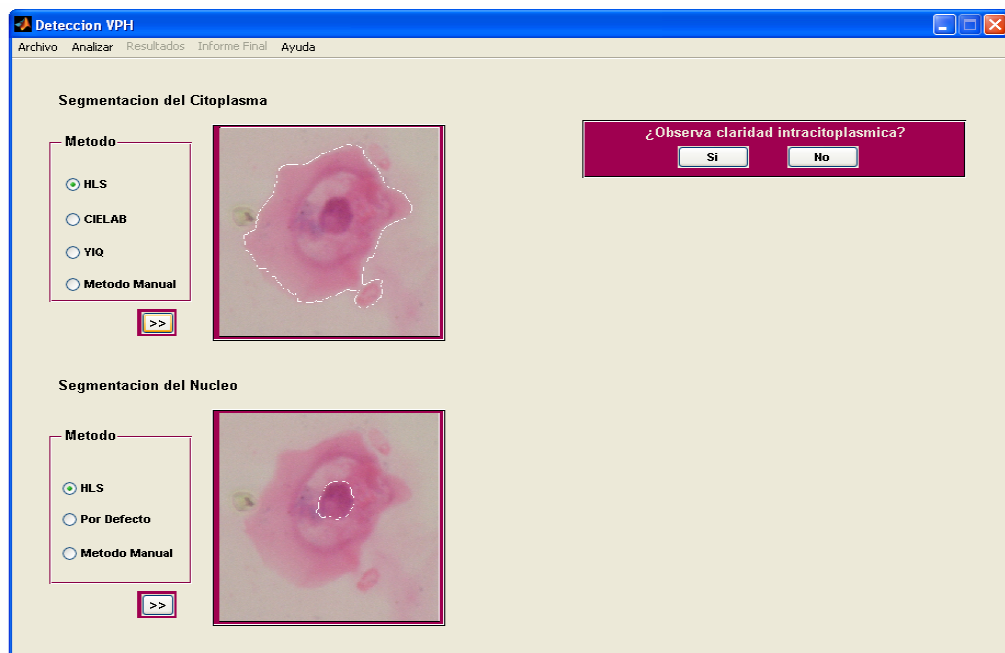 Deteccion VPH
Archivo Analizar Resultados Informe Final Ayuda
Segmentacion del Citoplasma
Metodo
HLS
CIELAB
YIQ
Metodo Manual
>>
¿Observa claridad intracitoplasmica?
Si No
Segmentacion del Nucleo
Metodo
HLS
Por Defecto
Metodo Manual
>>